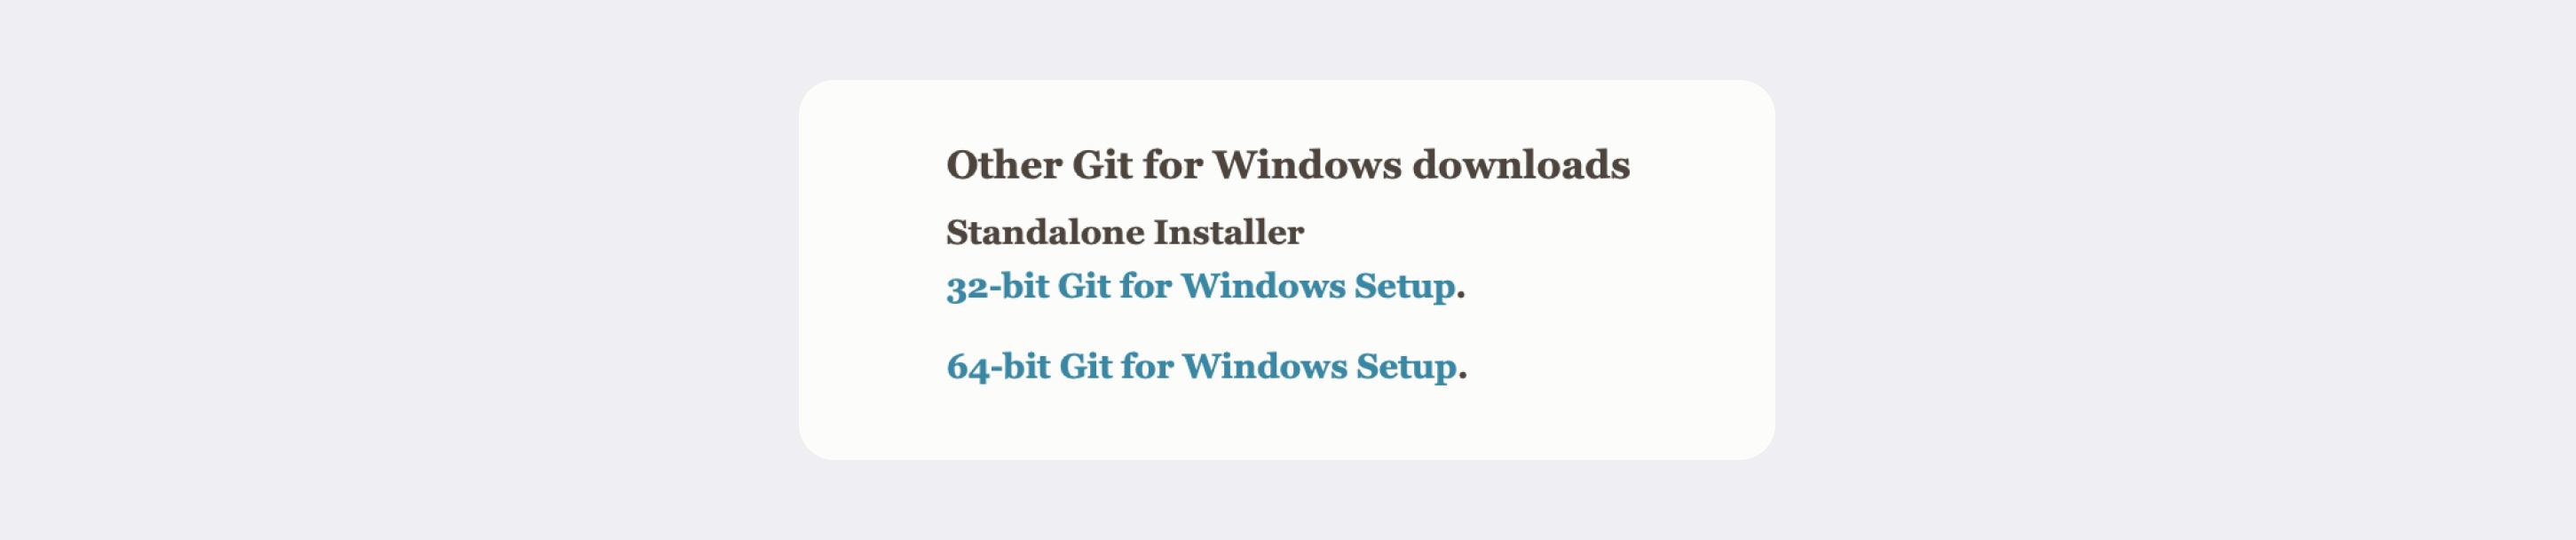 Other Git for Windows downloads
Standalone Installer
32-bit Git for Windows Setup.
64-bit Git for Windows Setup.